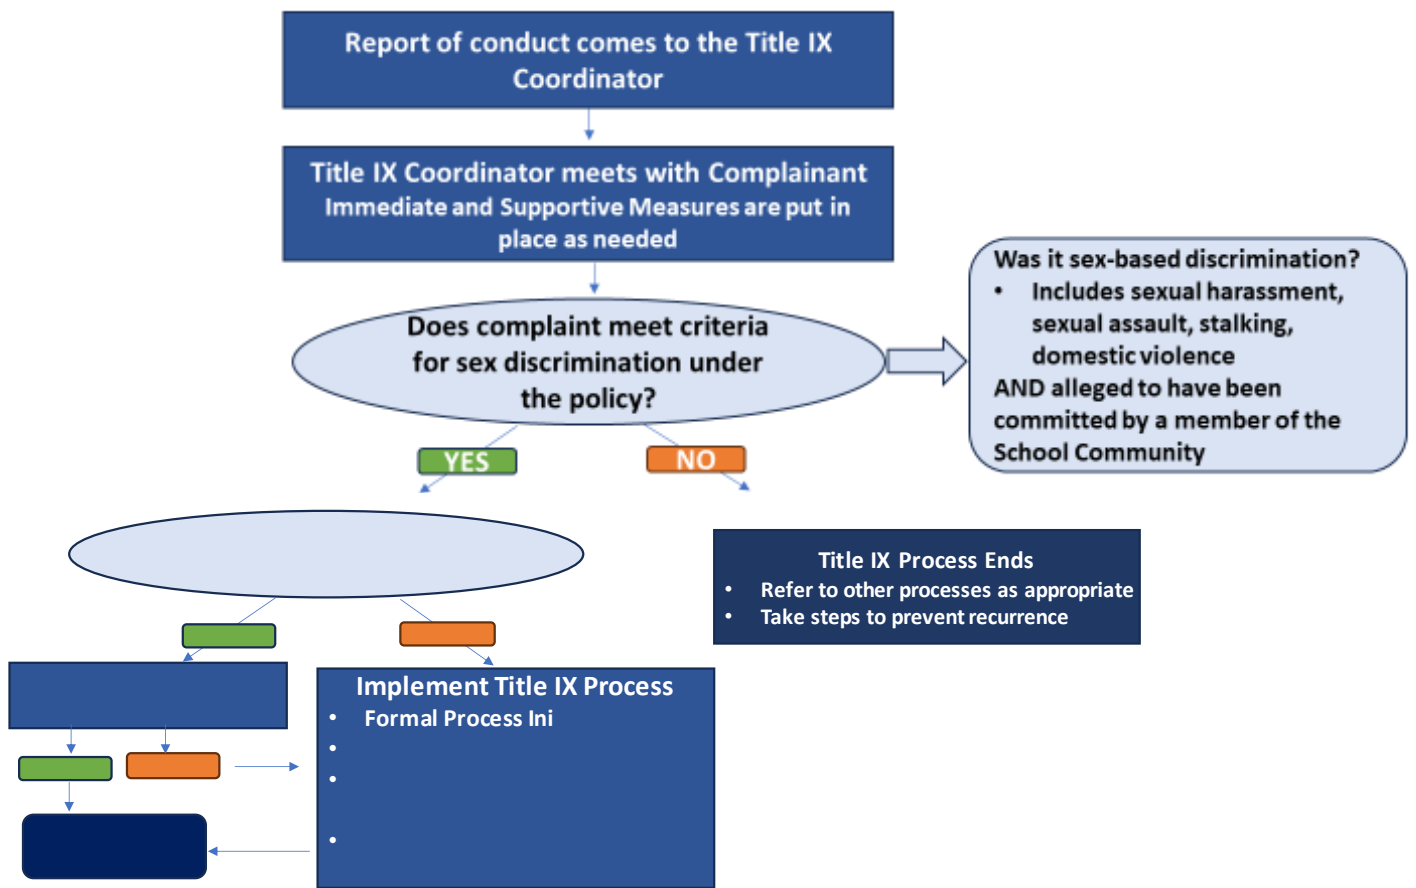 Report of conduct comes to the Title IX
Coordinator
Title IX Coordinator meets with Complainant
Immediate and Supportive Measures are put in
place as needed
Does complaint meet criteria
for sex discrimination under
the policy?
Was it sex-based discrimination?
• Includes sexual harassment,
sexual assault, stalking,
domestic violence
AND alleged to have been
committed by a member of the
School Community
YES
NO
Title IX Process Ends
• Refer to other processes as appropriate
• Take steps to prevent recurrence
Implement Title IX Process
• Formal Process Ini
•
•
•